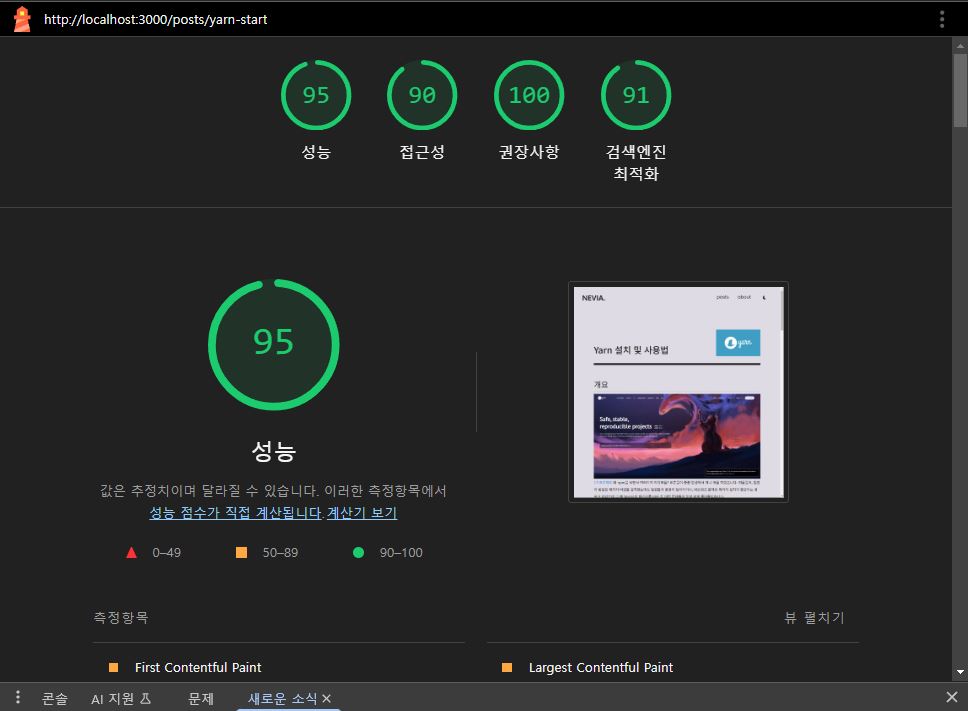 http://localhost:3000/posts/yarn-start
95
90
100
91
성능
접근성
권장사항
검색엔진
최적화
95
성능
값은 추정치이며 달라질 수 있습니다. 이러한 측정항목에서
성능 점수가 직접 계산됩니다. 계산기 보기
0–49
50–89
90–100
NEVIA.
posts
about
Yarn 설치 및 사용법
yarn
개요
Safe, stable,
reproducible projects
측정항목
뷰 펼치기
First Contentful Paint
Largest Contentful Paint
콘솔
AI 지원
문제
새로운 소식